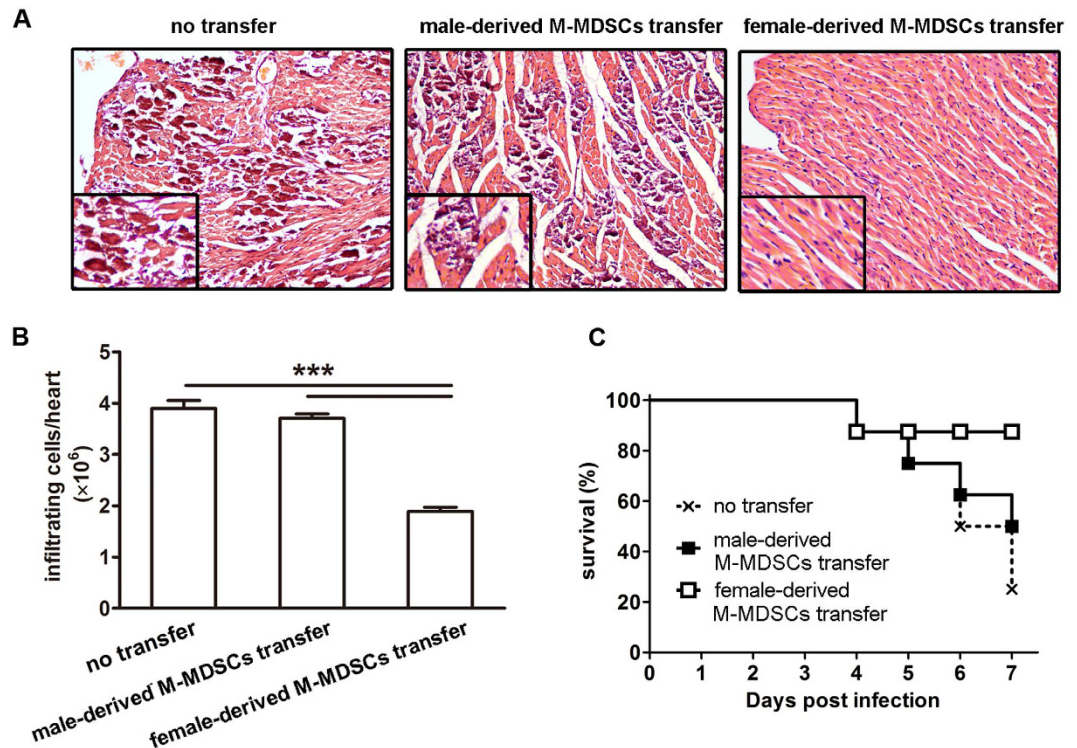 A
no transfer
male-derived M-MDSCs transfer
female-derived M-MDSCs transfer
B
infiltrating cells/heart
(×10⁶)
5
4
3
2
1
0
***
no transfer
male-derived M-MDSCs transfer
female-derived M-MDSCs transfer
C
survival (%)
100
80
60
40
20
0
no transfer
male-derived
M-MDSCs transfer
female-derived
M-MDSCs transfer
0 1 2 3 4 5 6 7
Days post infection